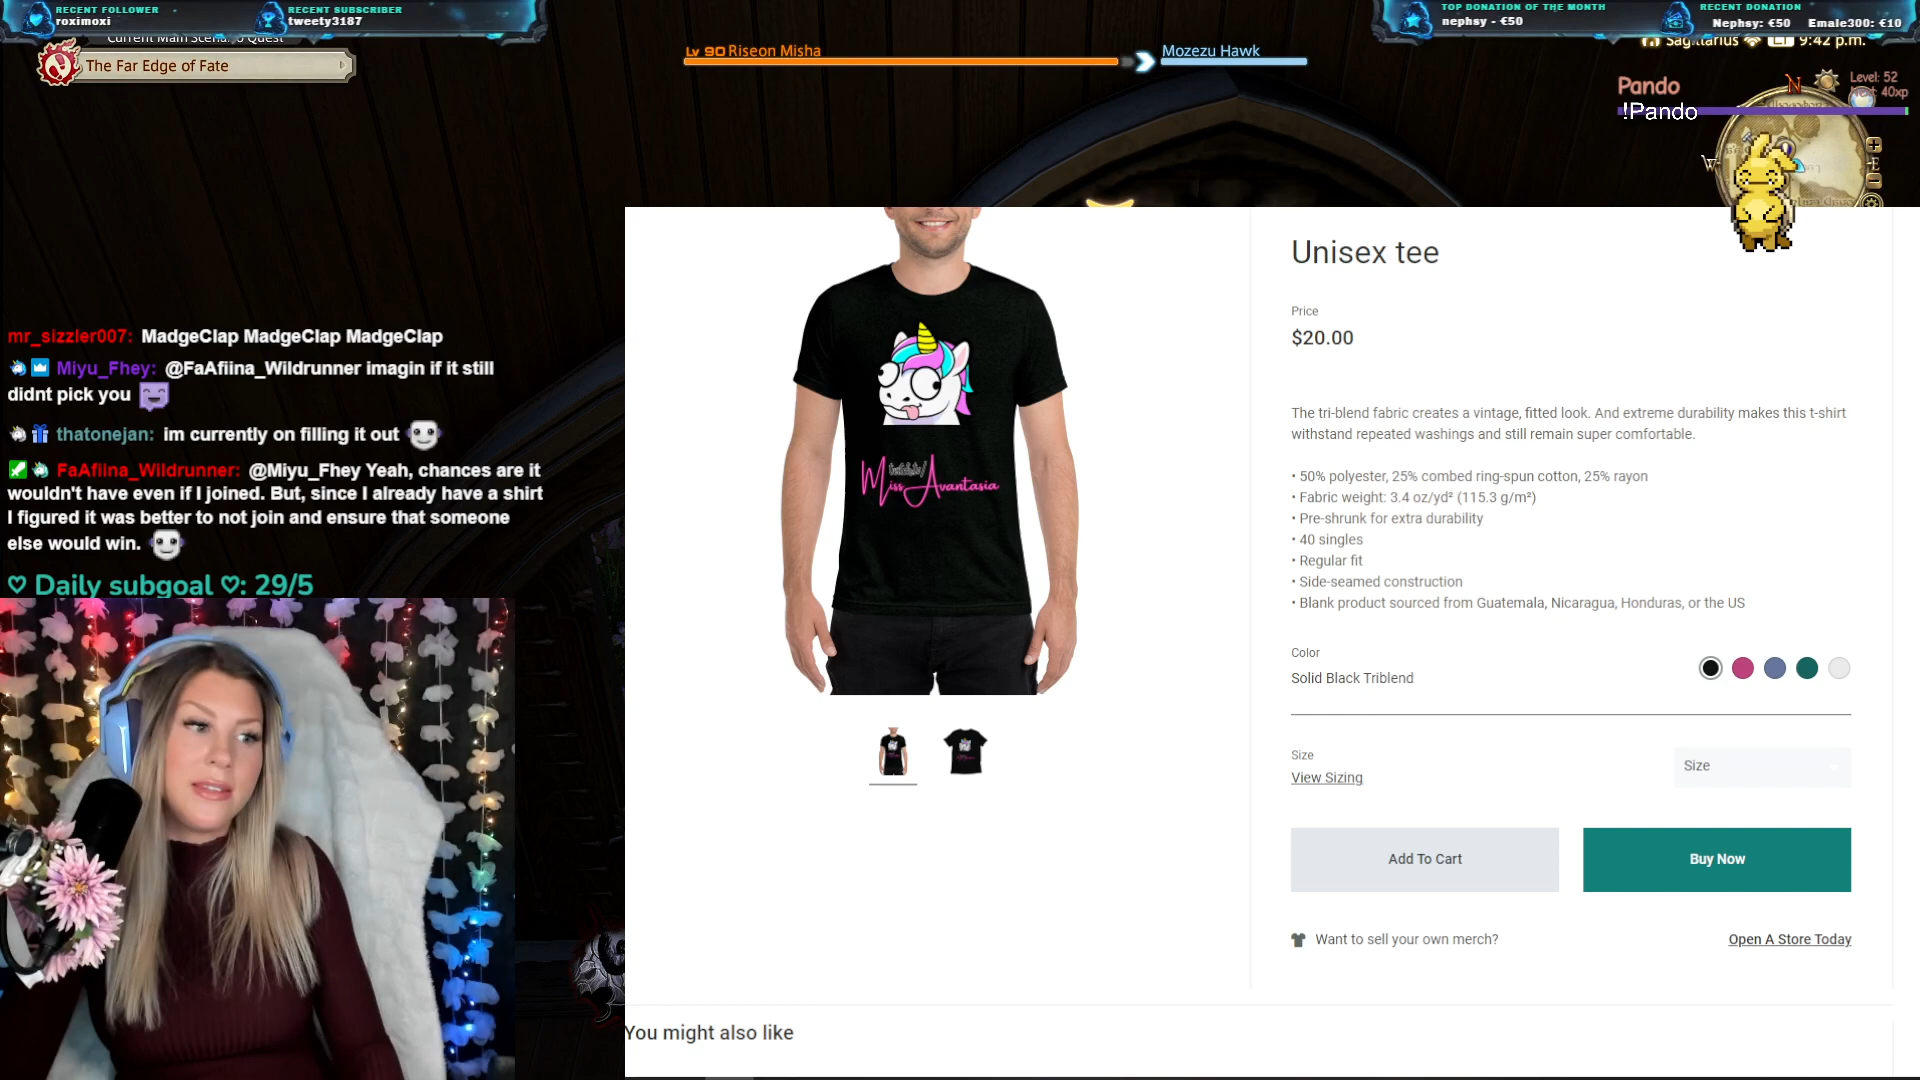 RECENT FOLLOWER
roximoxi
RECENT SUBSCRIBER
tweety3187
TOP DONATION OF THE MONTH
nephsy - €50
RECENT DONATION
Nephsy: €50 Emale300: €10
The Far Edge of Fate
Lv 90 Riseon Misha
Mozezu Hawk
Sagittarius
9:42 p.m.
Pando
Level: 52
Next: 40xp
!Pando
N
W
E
mr_sizzler007: MadgeClap MadgeClap MadgeClap
Miyu_Fhey: @FaAfiina_Wildrunner imagin if it still
didnt pick you
thatonejan: im currently on filling it out
FaAfiina_Wildrunner: @Miyu_Fhey Yeah, chances are it
wouldn't have even if I joined. But, since I already have a shirt
I figured it was better to not join and ensure that someone
else would win.
♡ Daily subgoal ♡: 29/5
Miss Avantasia
Unisex tee
Price
$20.00
The tri-blend fabric creates a vintage, fitted look. And extreme durability makes this t-shirt
withstand repeated washings and still remain super comfortable.
• 50% polyester, 25% combed ring-spun cotton, 25% rayon
• Fabric weight: 3.4 oz/yd² (115.3 g/m²)
• Pre-shrunk for extra durability
• 40 singles
• Regular fit
• Side-seamed construction
• Blank product sourced from Guatemala, Nicaragua, Honduras, or the US
Color
Solid Black Triblend
Size
View Sizing
Size
Add To Cart
Buy Now
Want to sell your own merch?
Open A Store Today
You might also like